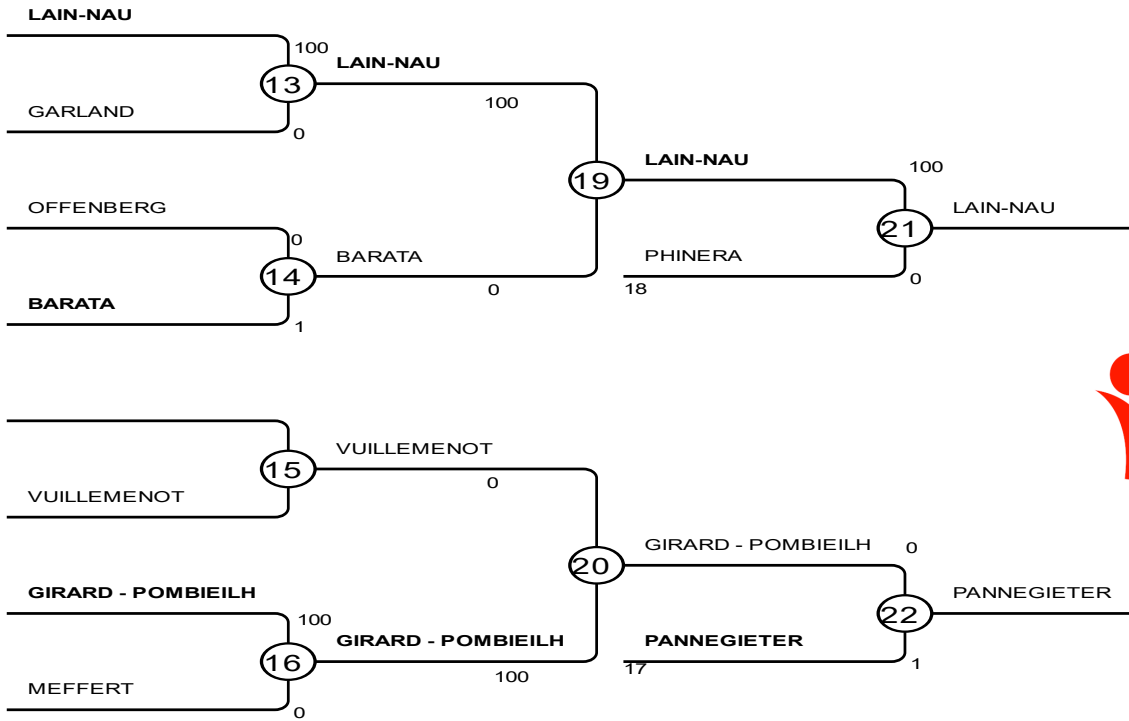 LAIN-NAU
100
13
LAIN-NAU
100
GARLAND
0
19
LAIN-NAU
100
OFFENBERG
0
21
LAIN-NAU
14
BARATA
0
PHINERA
18
0
BARATA
1
15
VUILLEMENOT
0
VUILLEMENOT
20
GIRARD - POMBIEILH
0
GIRARD - POMBIEILH
100
22
PANNEGIETER
16
GIRARD - POMBIEILH
100
PANNEGIETER
17
1
MEFFERT
0